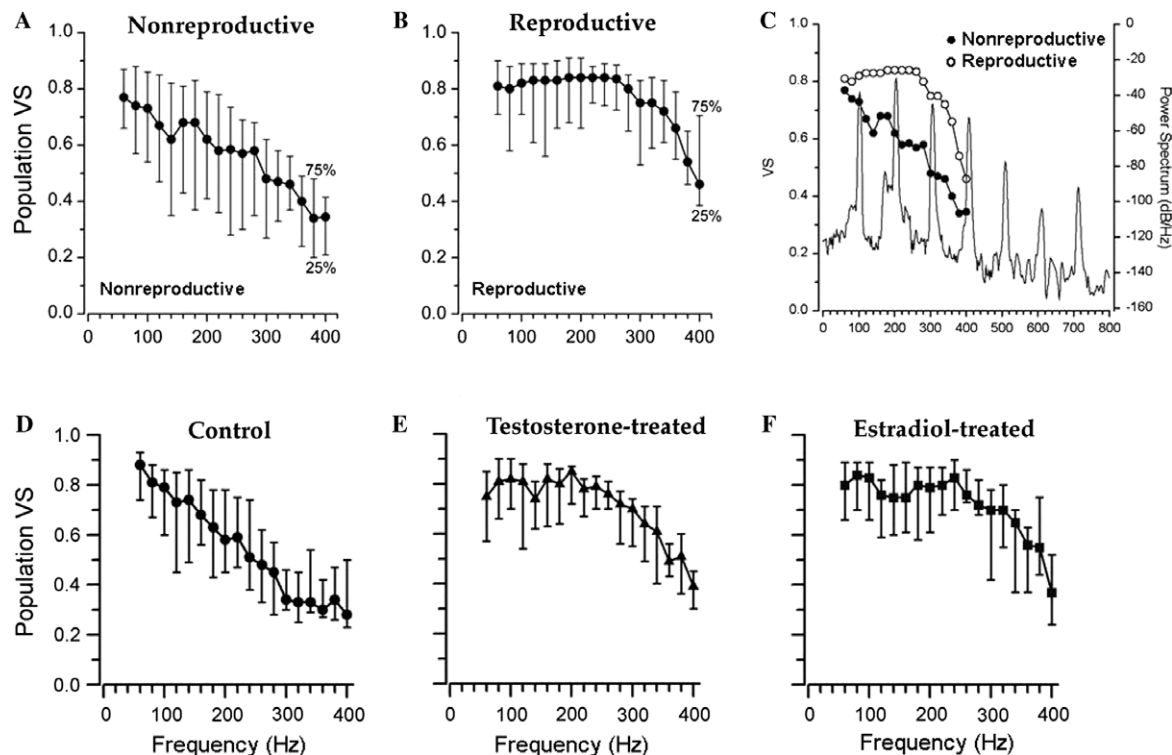 A Nonreproductive
Population VS
1.0
0.8
0.6
0.4
0.2
0.0
75%
25%
Nonreproductive
0 100 200 300 400
B Reproductive
1.0
0.8
0.6
0.4
0.2
0.0
75%
25%
Reproductive
0 100 200 300 400
C
Nonreproductive
Reproductive
VS
1.0
0.8
0.6
0.4
0.2
0.0
0 100 200 300 400 500 600 700 800
0
-20
-40
-60
-80
-100
-120
-140
-160
Power Spectrum (dB/Hz)
D Control
Population VS
1.0
0.8
0.6
0.4
0.2
0.0
0 100 200 300 400
Frequency (Hz)
E Testosterone-treated
0 100 200 300 400
Frequency (Hz)
F Estradiol-treated
0 100 200 300 400
Frequency (Hz)